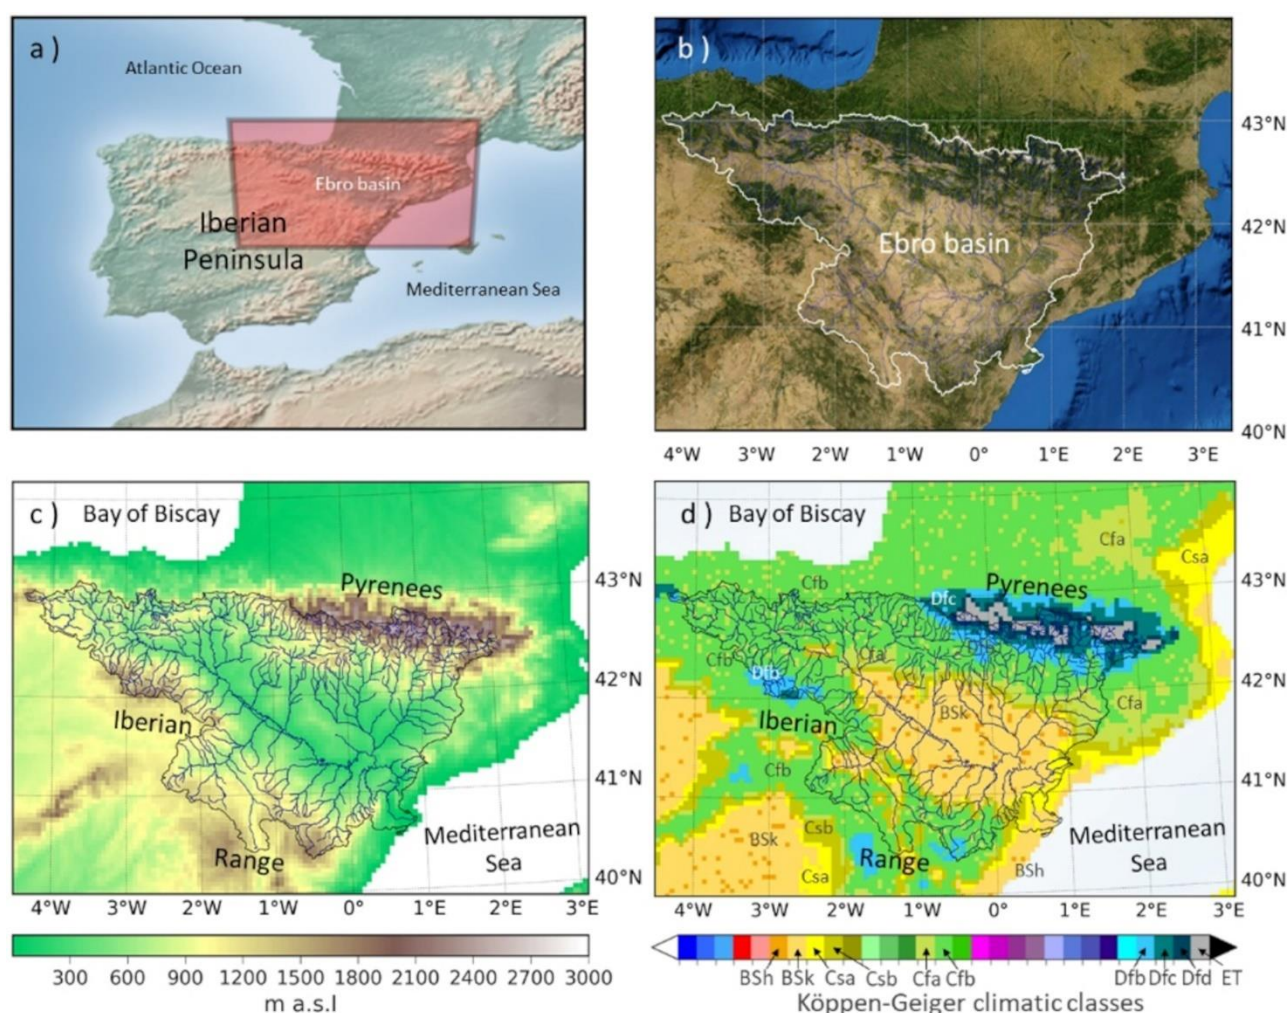 a )
Atlantic Ocean
Ebro basin
Iberian
Peninsula
Mediterranean Sea
b )
Ebro basin
43°N
42°N
41°N
40°N
4°W 3°W 2°W 1°W 0° 1°E 2°E 3°E
c )
Bay of Biscay
Pyrenees
Iberian
Range
Mediterranean
Sea
43°N
42°N
41°N
40°N
4°W 3°W 2°W 1°W 0° 1°E 2°E 3°E
300 600 900 1200 1500 1800 2100 2400 2700 3000
m a.s.l
d )
Bay of Biscay
Cfa
Csa
Cfb
Pyrenees
Dfc
Cfb
Cfa
Dfb
Cfa
BSk
Iberian
Cfb
BSk
Csb
Csa
Range
BSh
Mediterranean
Sea
43°N
42°N
41°N
40°N
4°W 3°W 2°W 1°W 0° 1°E 2°E 3°E
BSh BSk Csa Csb Cfa Cfb Dfb Dfc Dfd ET
Köppen-Geiger climatic classes